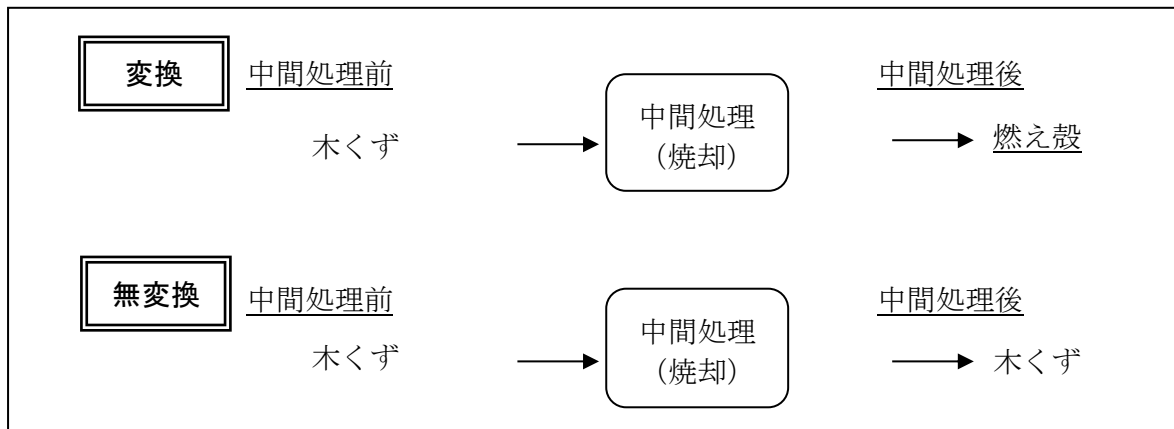 変換
中間処理前
中間処理後
木くず
中間処理
(焼却)
燃え殻
無変換
中間処理前
中間処理後
木くず
中間処理
(焼却)
木くず